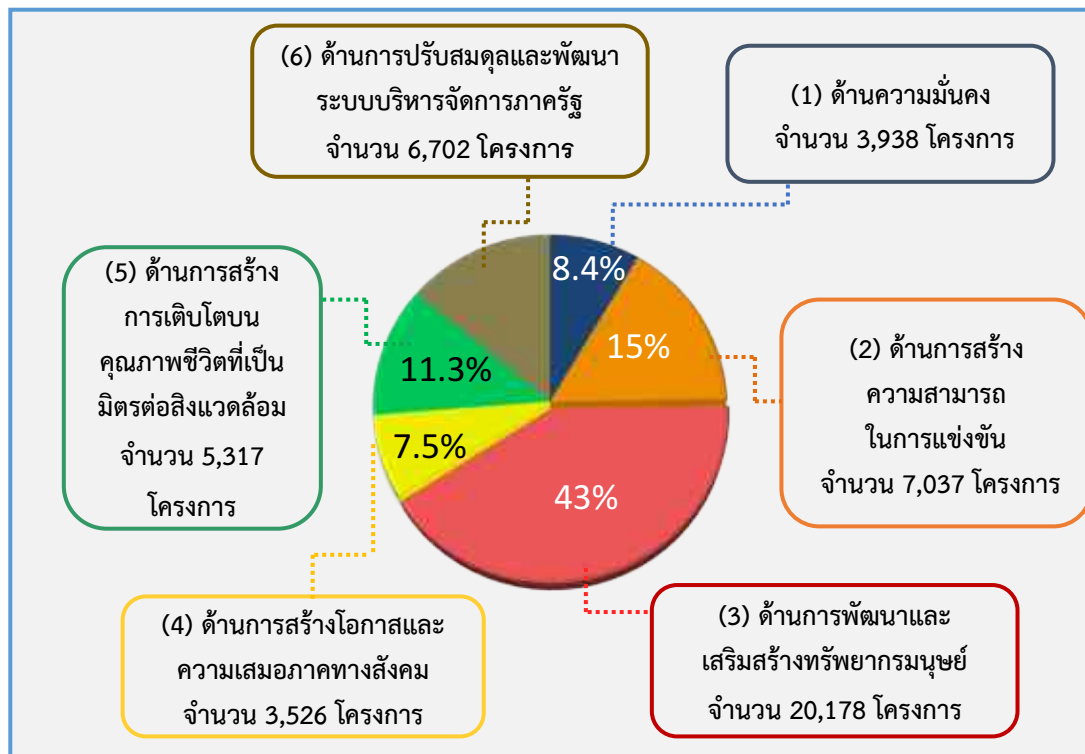 (6) ด้านการปรับสมดุลและพัฒนา
ระบบบริหารจัดการภาครัฐ
จำนวน 6,702 โครงการ
(1) ด้านความมั่นคง
จำนวน 3,938 โครงการ
8.4%
(5) ด้านการสร้าง
การเติบโตบน
คุณภาพชีวิตที่เป็น
มิตรต่อสิ่งแวดล้อม
จำนวน 5,317
โครงการ
15%
(2) ด้านการสร้าง
ความสามารถ
ในการแข่งขัน
จำนวน 7,037 โครงการ
11.3%
7.5%
43%
(4) ด้านการสร้างโอกาสและ
ความเสมอภาคทางสังคม
จำนวน 3,526 โครงการ
(3) ด้านการพัฒนาและ
เสริมสร้างทรัพยากรมนุษย์
จำนวน 20,178 โครงการ